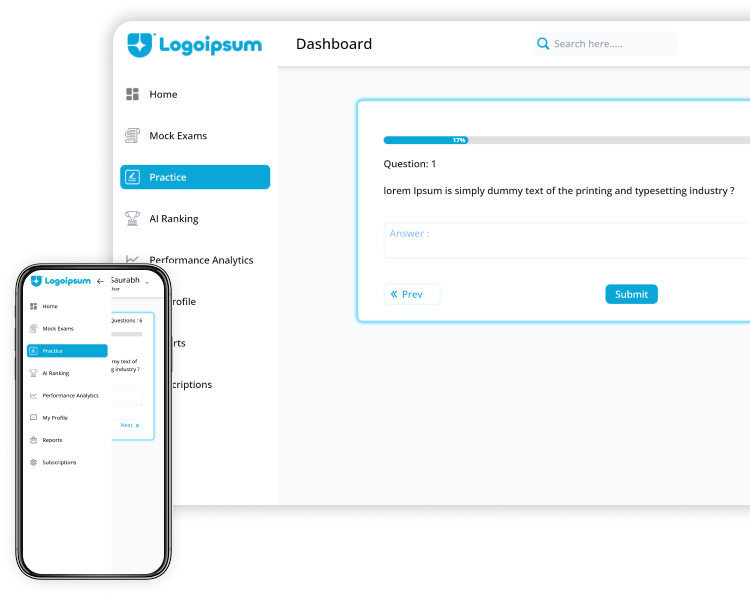 Logoipsum
Dashboard
Search here.....
Home
Mock Exams
Practice
AI Ranking
Performance Analytics
rofile
rts
criptions
17%
Question: 1
lorem Ipsum is simply dummy text of the printing and typesetting industry ?
Answer :
Prev
Submit
Logoipsum
Saurabh
User
Home
Mock Exams
Practice
AI Ranking
Performance Analytics
My Profile
Reports
Subscriptions
Questions : 6
my text of
g industry ?
Next